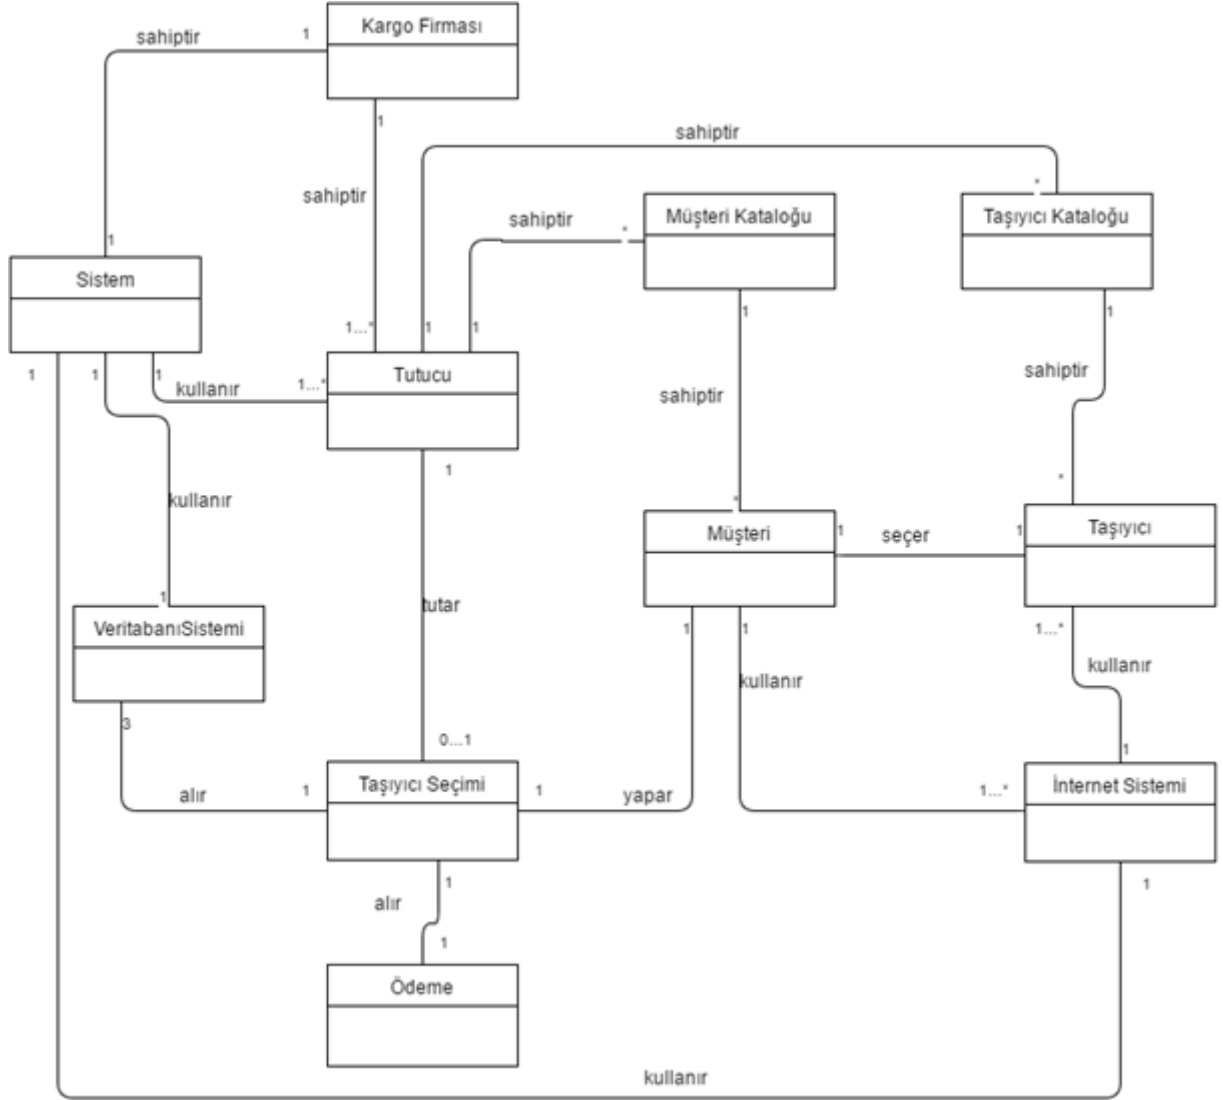 Kargo Firması
sahiptir
1
1
sahiptir
sahiptir
*
Müşteri Kataloğu
Taşıyıcı Kataloğu
sahiptir
*
1
Sistem
1...*
1
1
1
1
sahiptir
sahiptir
1
1
1
kullanır
1...*
Tutucu
1
*
*
kullanır
Müşteri
1
seçer
1
Taşıyıcı
1
tutar
VeritabanıSistemi
1
1
1...*
kullanır
kullanır
3
0...1
1
alır
1
Taşıyıcı Seçimi
1
yapar
1...*
İnternet Sistemi
1
1
alır
1
Ödeme
kullanır